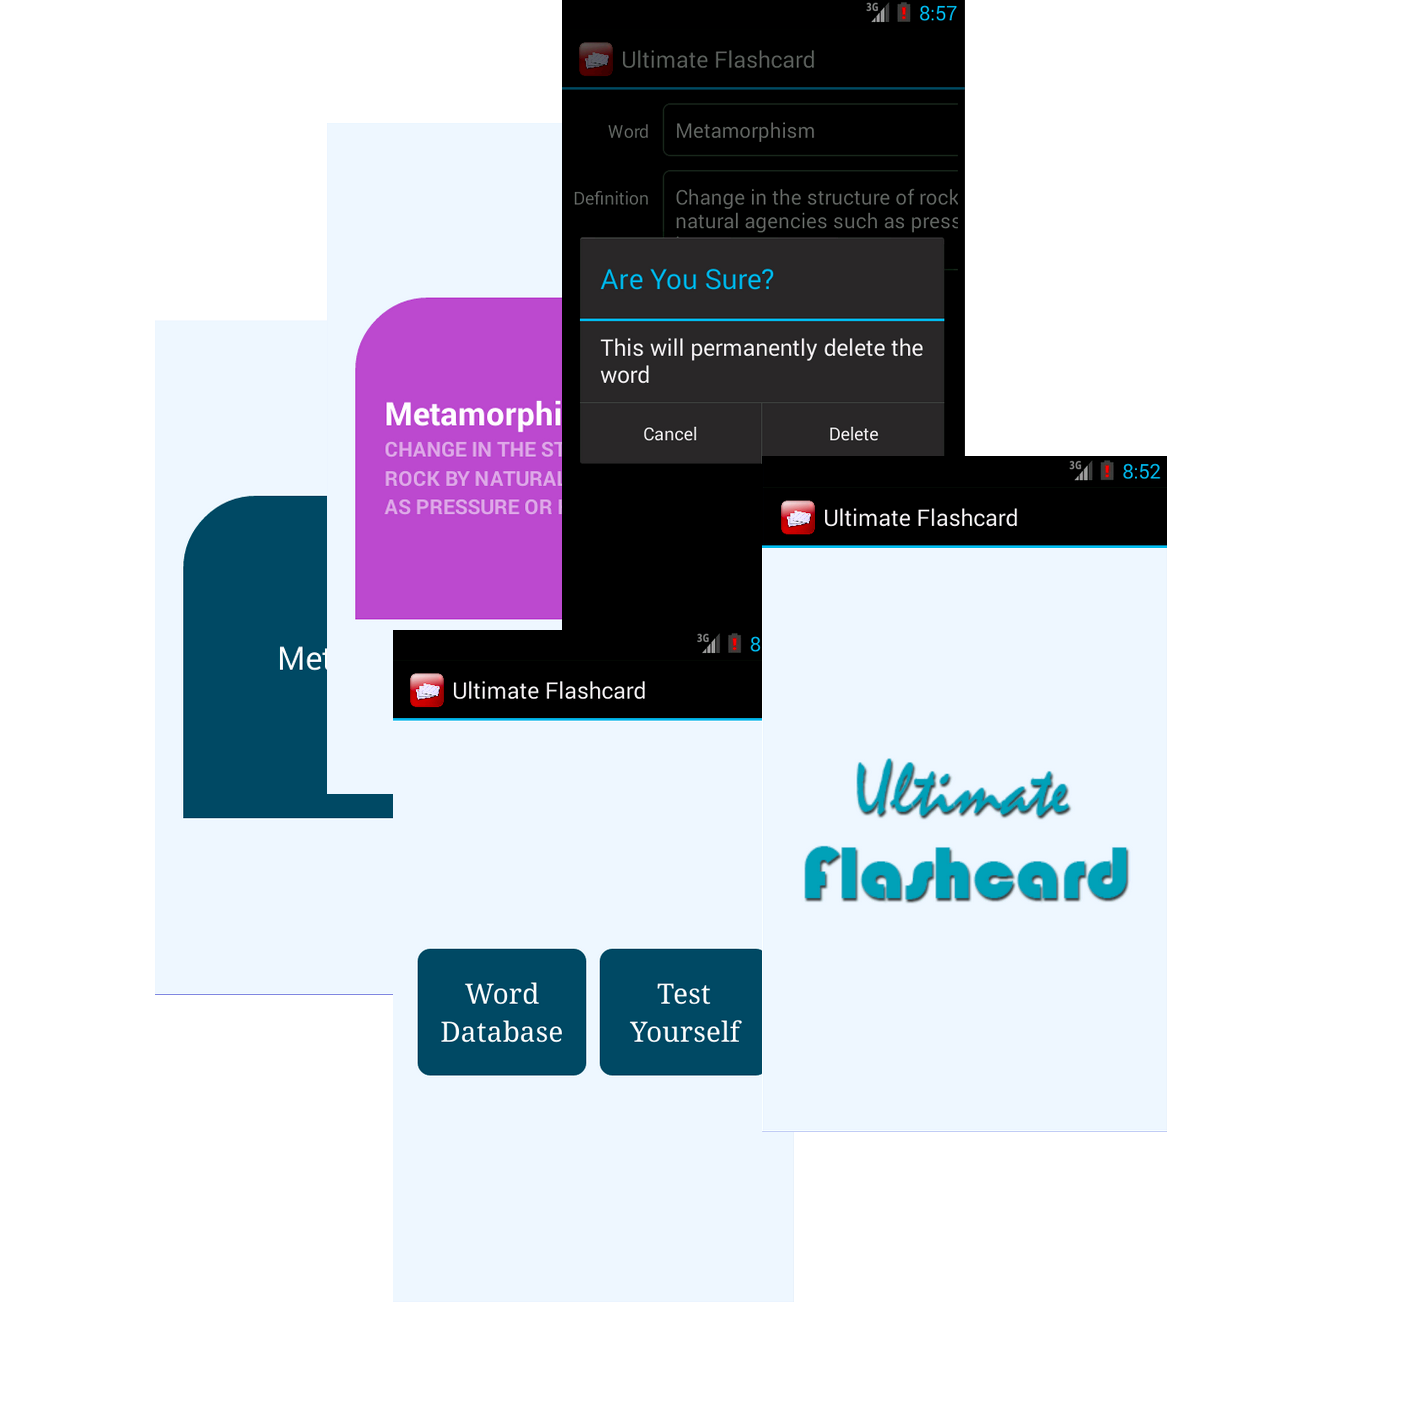 3G 8:57
Ultimate Flashcard
Word Metamorphism
Definition Change in the structure of rock
natural agencies such as press
Are You Sure?
This will permanently delete the
word
Cancel Delete
Metamorphi
CHANGE IN THE ST
ROCK BY NATURAL
AS PRESSURE OR
Met
3G 8:52
Ultimate Flashcard
Ultimate
Flashcard
3G 8
Ultimate Flashcard
Word
Database
Test
Yourself